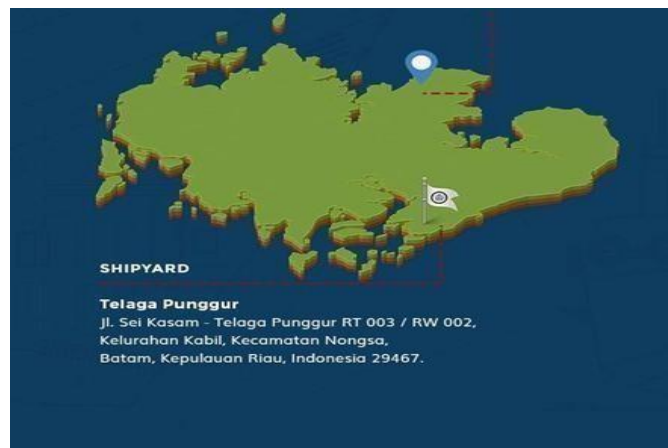 SHIPYARD
Telaga Punggur
Jl. Sei Kasam - Telaga Punggur RT 003 / RW 002,
Kelurahan Kabil, Kecamatan Nongsa,
Batam, Kepulauan Riau, Indonesia 29467.